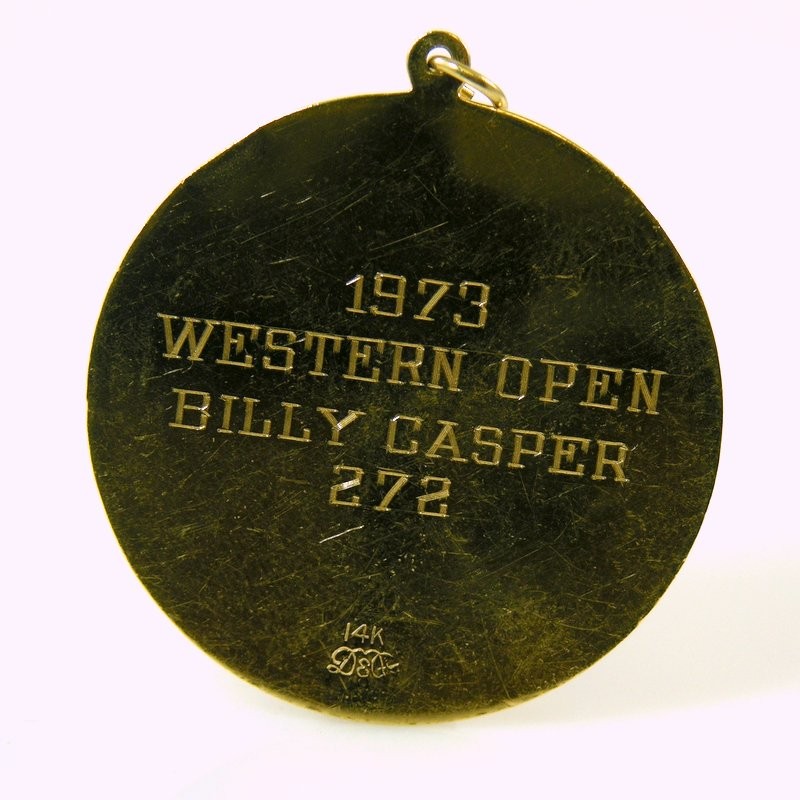 1973
WESTERN OPEN
BILLY CASPER
272
14K